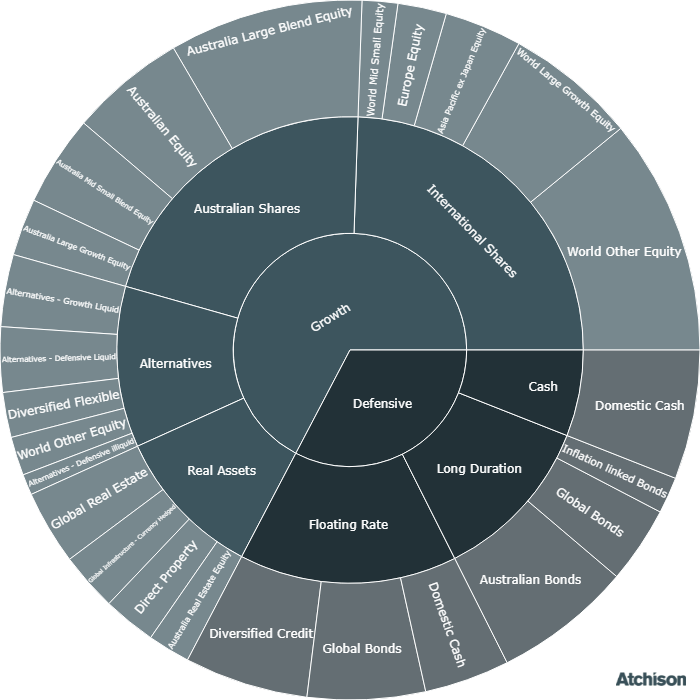 Growth
Defensive
Australian Shares
International Shares
Alternatives
Real Assets
Cash
Long Duration
Floating Rate
Australia Large Blend Equity
World Mid Small Equity
Europe Equity
Asia Pacific ex Japan Equity
World Large Growth Equity
World Other Equity
Domestic Cash
Inflation linked Bonds
Global Bonds
Australian Bonds
Domestic Cash
Global Bonds
Diversified Credit
Australia Real Estate Equity
Direct Property
Global Infrastructure - Currency Hedged
Global Real Estate
Alternatives - Defensive illiquid
World Other Equity
Diversified Flexible
Alternatives - Defensive Liquid
Alternatives - Growth Liquid
Australia Large Growth Equity
Australia Mid Small Blend Equity
Australian Equity
Atchison